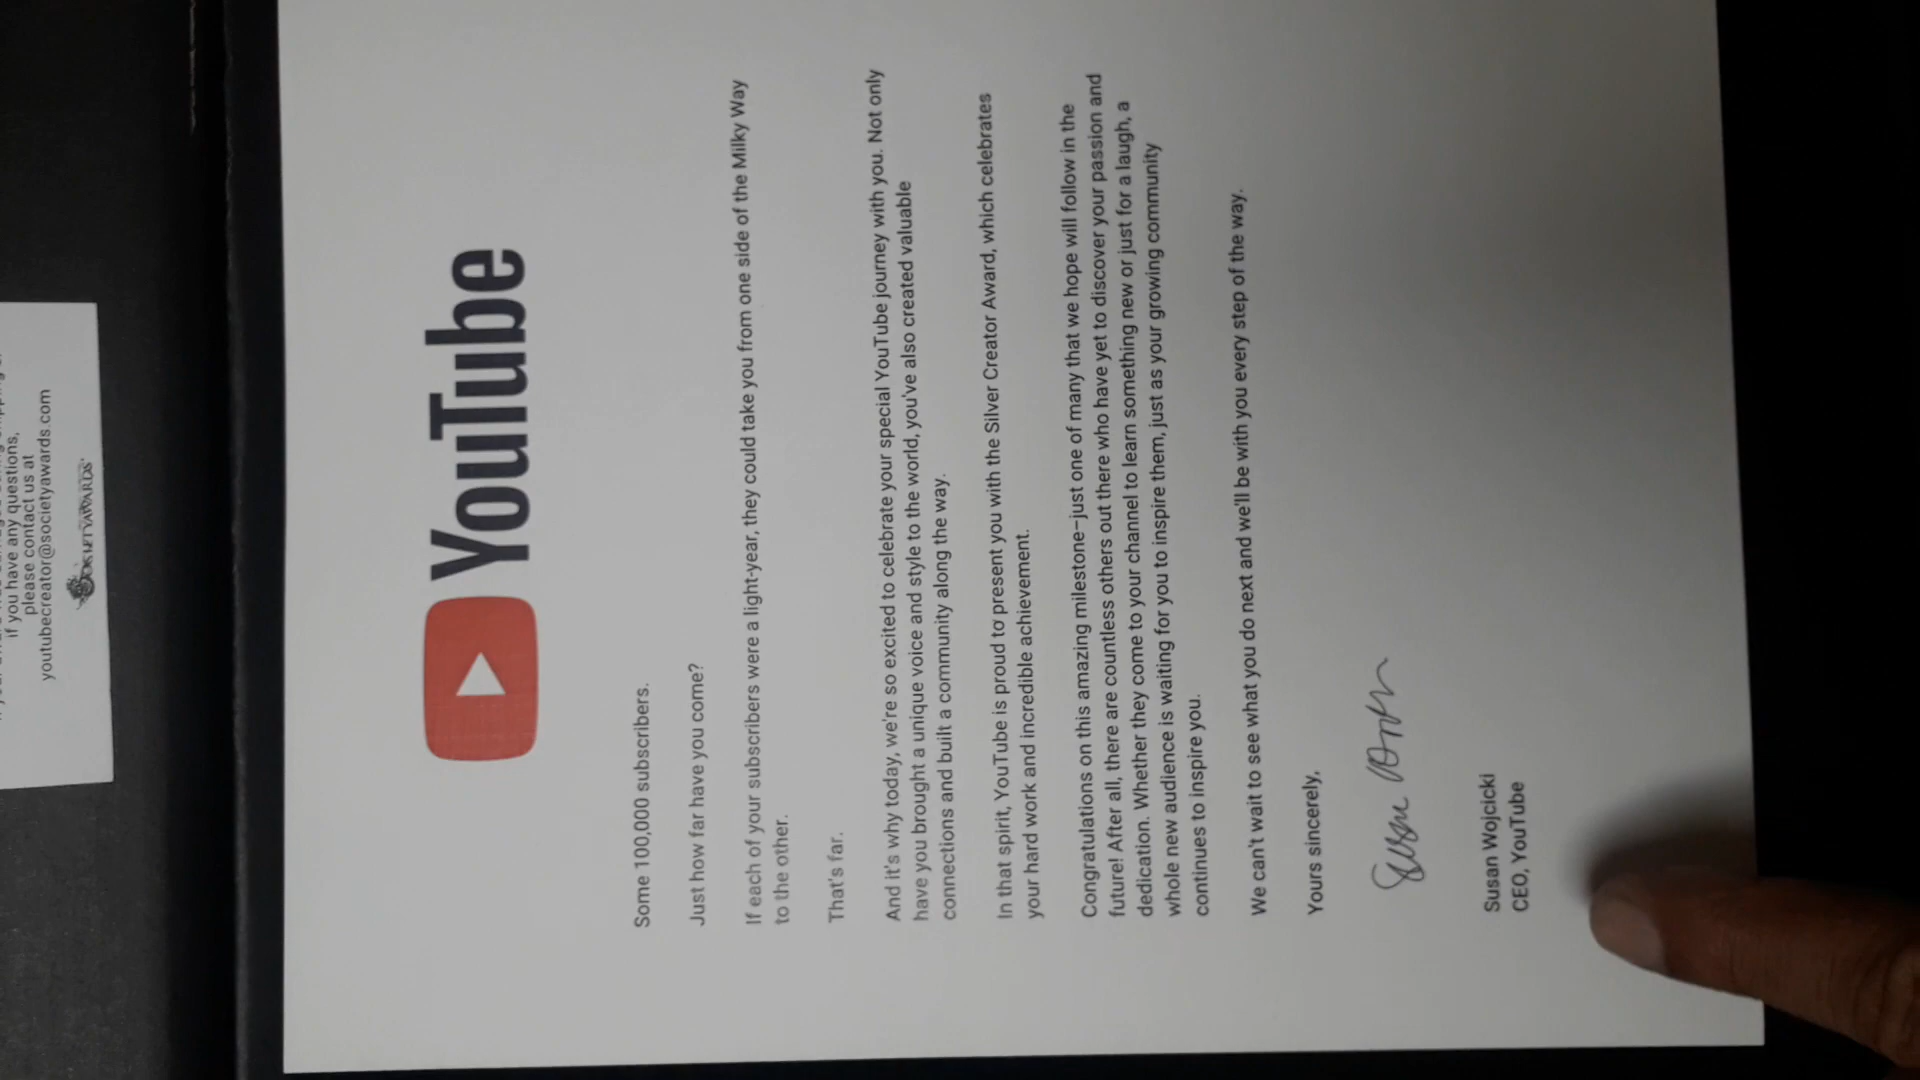 if you have any questions,
please contact us at
youtubecreator@societyawards.com
SOCIETY AWARDS
YouTube
Some 100,000 subscribers.
Just how far have you come?
If each of your subscribers were a light-year, they could take you from one side of the Milky Way
to the other.
That's far.
And it's why today, we're so excited to celebrate your special YouTube journey with you. Not only
have you brought a unique voice and style to the world, you've also created valuable
connections and built a community along the way.
In that spirit, YouTube is proud to present you with the Silver Creator Award, which celebrates
your hard work and incredible achievement.
Congratulations on this amazing milestone–just one of many that we hope will follow in the
future! After all, there are countless others out there who have yet to discover your passion and
dedication. Whether they come to your channel to learn something new or just for a laugh, a
whole new audience is waiting for you to inspire them, just as your growing community
continues to inspire you.
We can't wait to see what you do next and we'll be with you every step of the way.
Yours sincerely,
Susan Wojcicki
CEO, YouTube